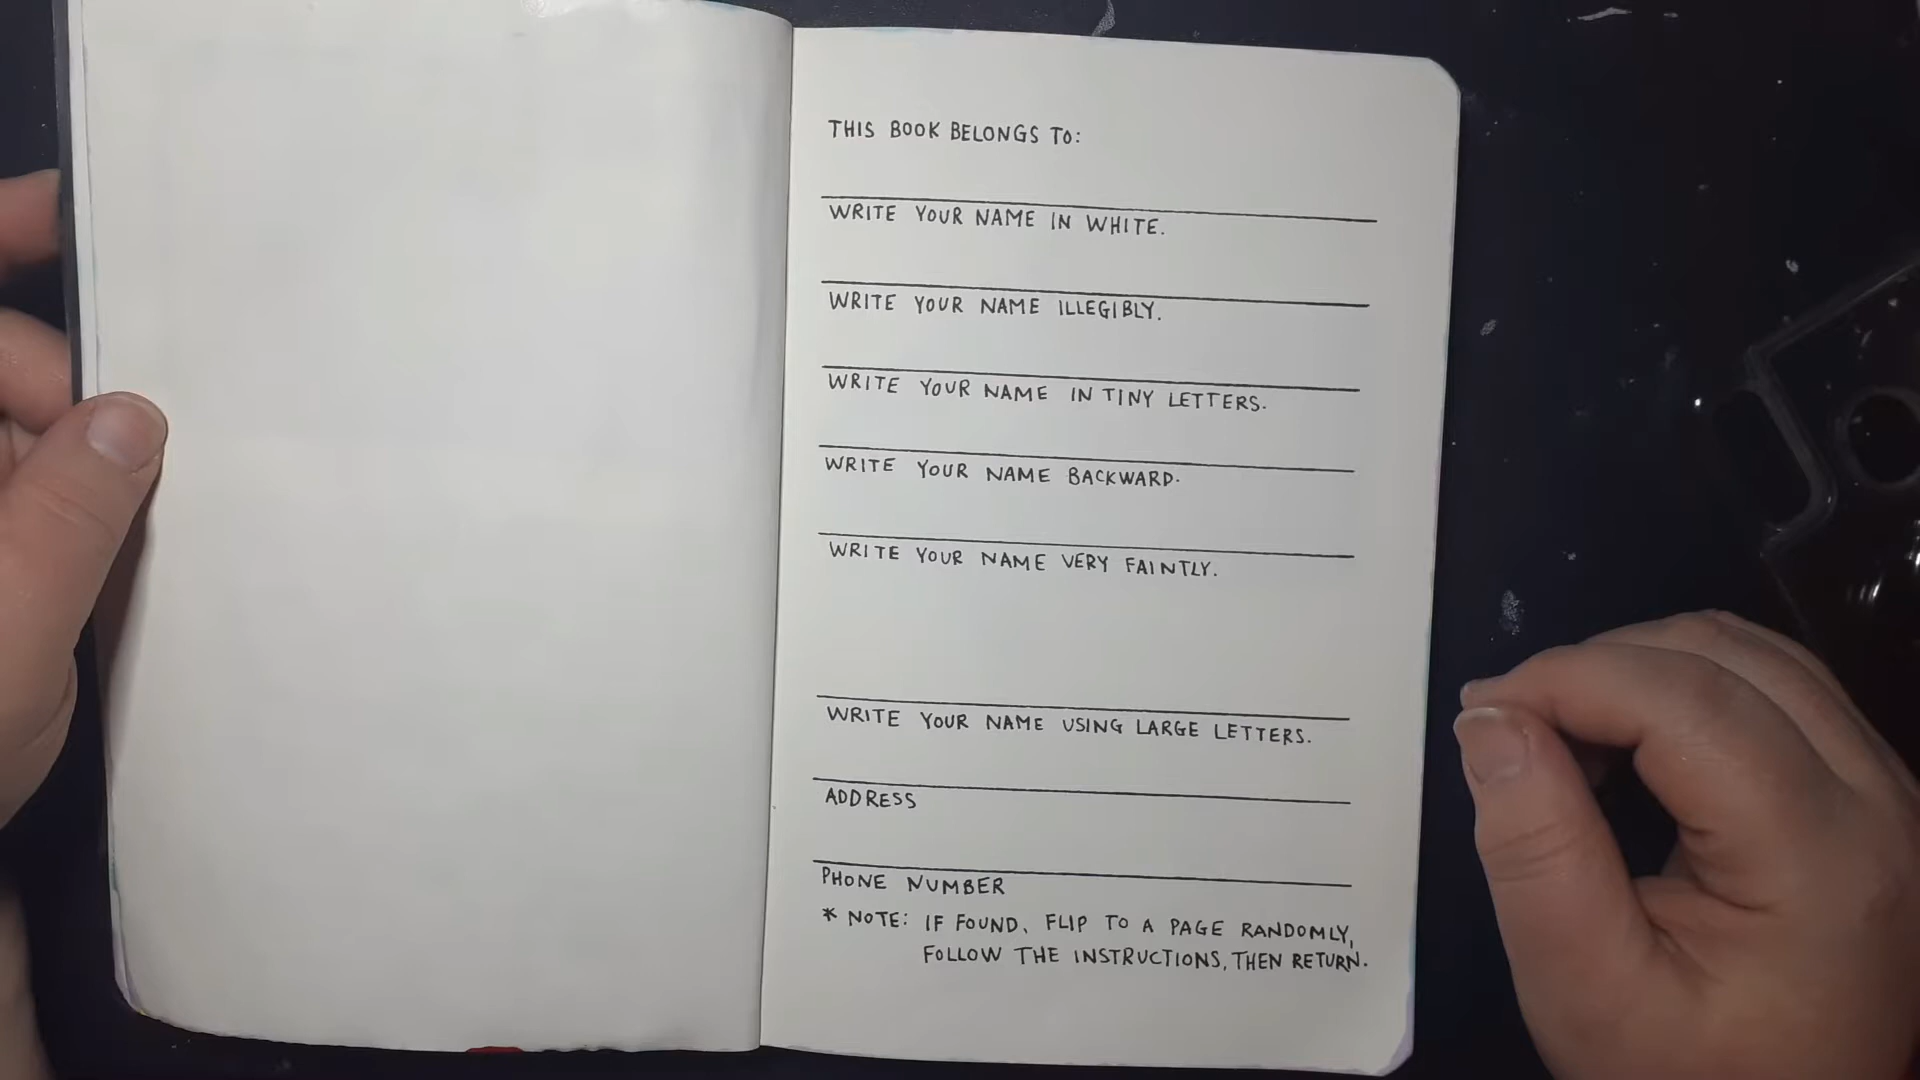 THIS BOOK BELONGS TO:
WRITE YOUR NAME IN WHITE.
WRITE YOUR NAME ILLEGIBLY.
WRITE YOUR NAME IN TINY LETTERS.
WRITE YOUR NAME BACKWARD.
WRITE YOUR NAME VERY FAINTLY.
WRITE YOUR NAME USING LARGE LETTERS.
ADDRESS
PHONE NUMBER
* NOTE: IF FOUND, FLIP TO A PAGE RANDOMLY,
FOLLOW THE INSTRUCTIONS, THEN RETURN.